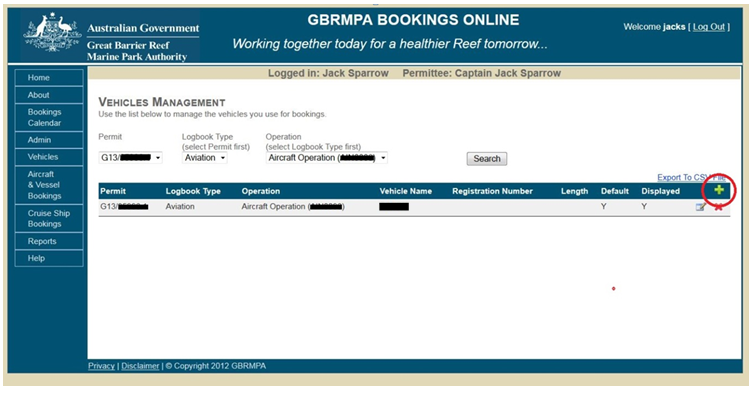 GBRMPA BOOKINGS ONLINE
Australian Government
Great Barrier Reef
Marine Park Authority
Working together today for a healthier Reef tomorrow...
Welcome jacks [ Log Out ]
Logged in: Jack Sparrow Permittee: Captain Jack Sparrow
Home
About
Bookings
Calendar
Admin
Vehicles
Aircraft
& Vessel
Bookings
Cruise Ship
Bookings
Reports
Help
VEHICLES MANAGEMENT
Use the list below to manage the vehicles you use for bookings.
Permit Logbook Type Operation
(select Permit first) (select Logbook Type first)
G13/ Aviation Aircraft Operation ( ) Search
Export To CSV File
Permit Logbook Type Operation Vehicle Name Registration Number Length Default Displayed
G13/ Aviation Aircraft Operation ( ) Y Y
Privacy | Disclaimer | © Copyright 2012 GBRMPA